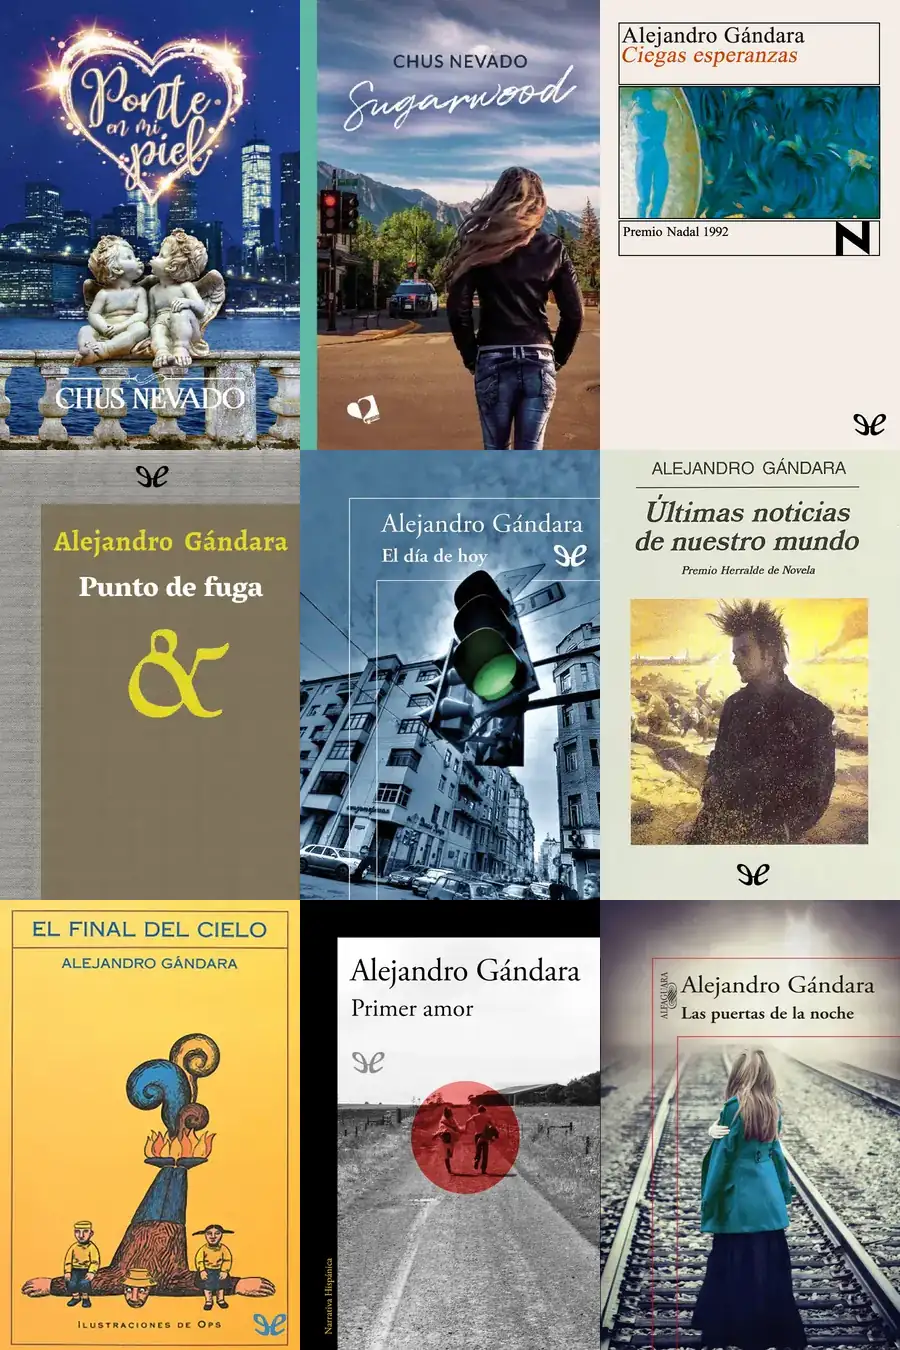 Ponte
en mi
piel
CHUS NEVADO
CHUS NEVADO
Sugarwood
Alejandro Gándara
Ciegas esperanzas
Premio Nadal 1992
N
Alejandro Gándara
Punto de fuga
&
Alejandro Gándara
El día de hoy
ALEJANDRO GÁNDARA
Últimas noticias
de nuestro mundo
Premio Herralde de Novela
EL FINAL DEL CIELO
ALEJANDRO GÁNDARA
ILUSTRACIONES DE OPS
Alejandro Gándara
Primer amor
Narrativa Hispánica
ALFAGUARA
Alejandro Gándara
Las puertas de la noche